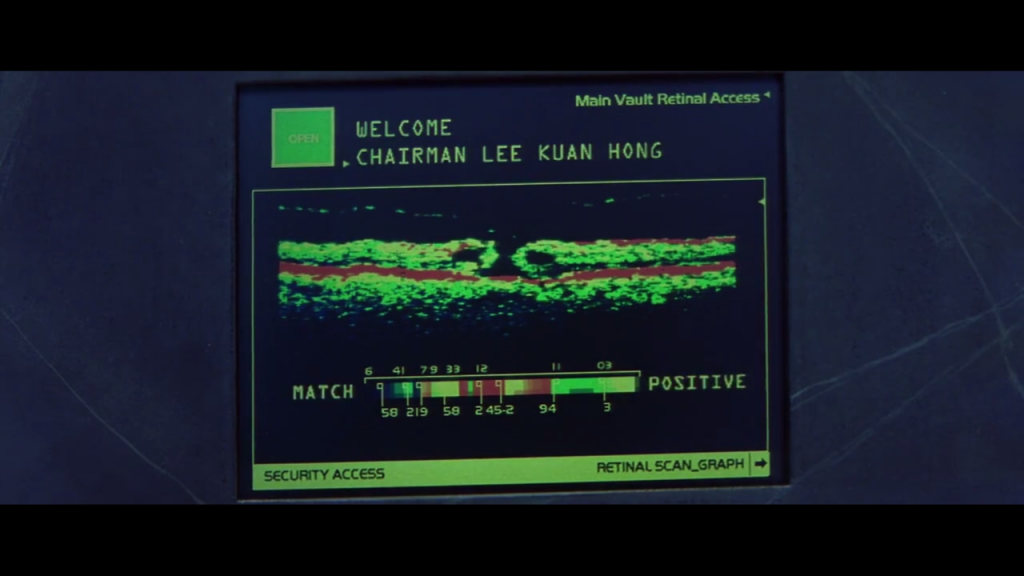 Main Vault Retinal Access
OPEN
WELCOME
CHAIRMAN LEE KUAN HONG
6 41 79 33 12 11 03
MATCH
POSITIVE
58 219 58 2 45-2 94 3
SECURITY ACCESS
RETINAL SCAN_GRAPH